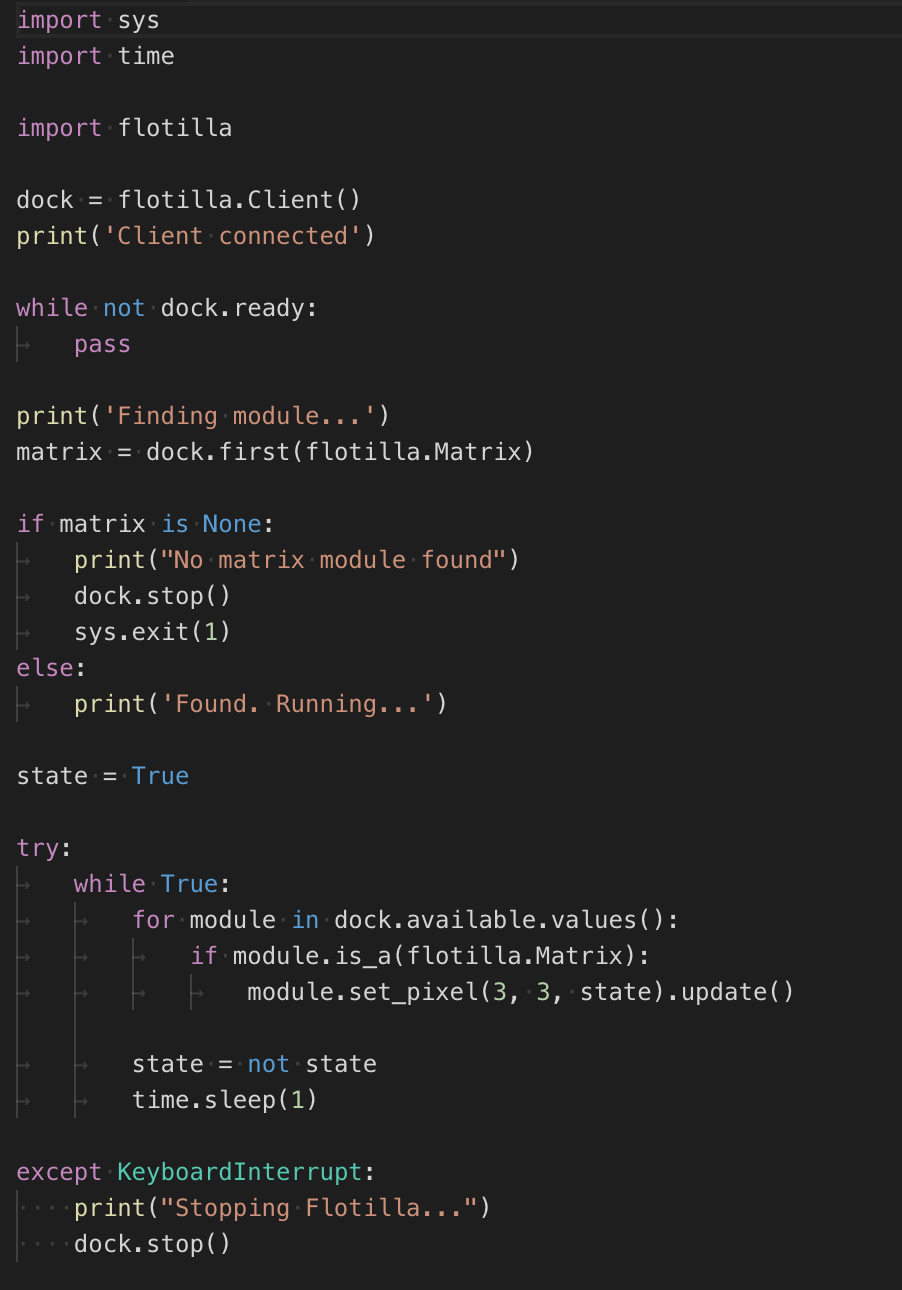 import sys
import time

import flotilla

dock = flotilla.Client()
print('Client connected')

while not dock.ready:
	pass

print('Finding module...')
matrix = dock.first(flotilla.Matrix)

if matrix is None:
	print("No matrix module found")
	dock.stop()
	sys.exit(1)
else:
	print('Found. Running...')

state = True

try:
	while True:
		for module in dock.available.values():
			if module.is_a(flotilla.Matrix):
				module.set_pixel(3, 3, state).update()

		state = not state
		time.sleep(1)

except KeyboardInterrupt:
    print("Stopping Flotilla...")
    dock.stop()